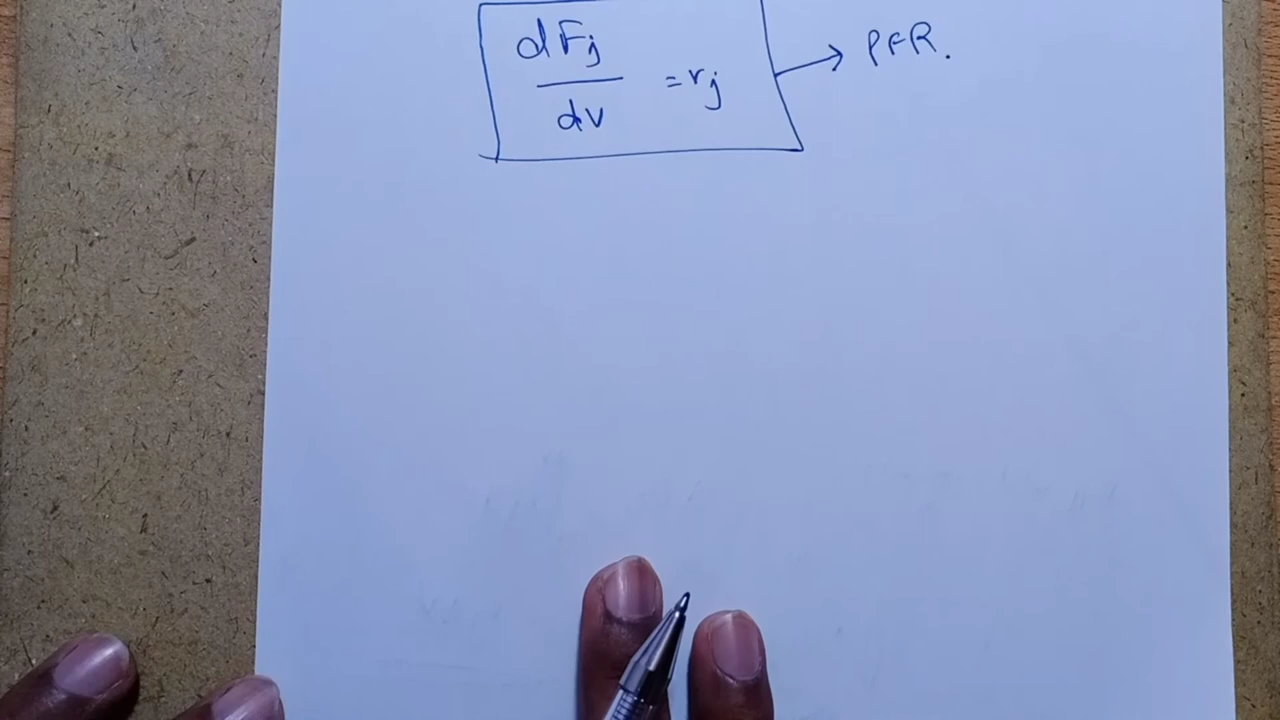 dFj/dV = rj → PFR.